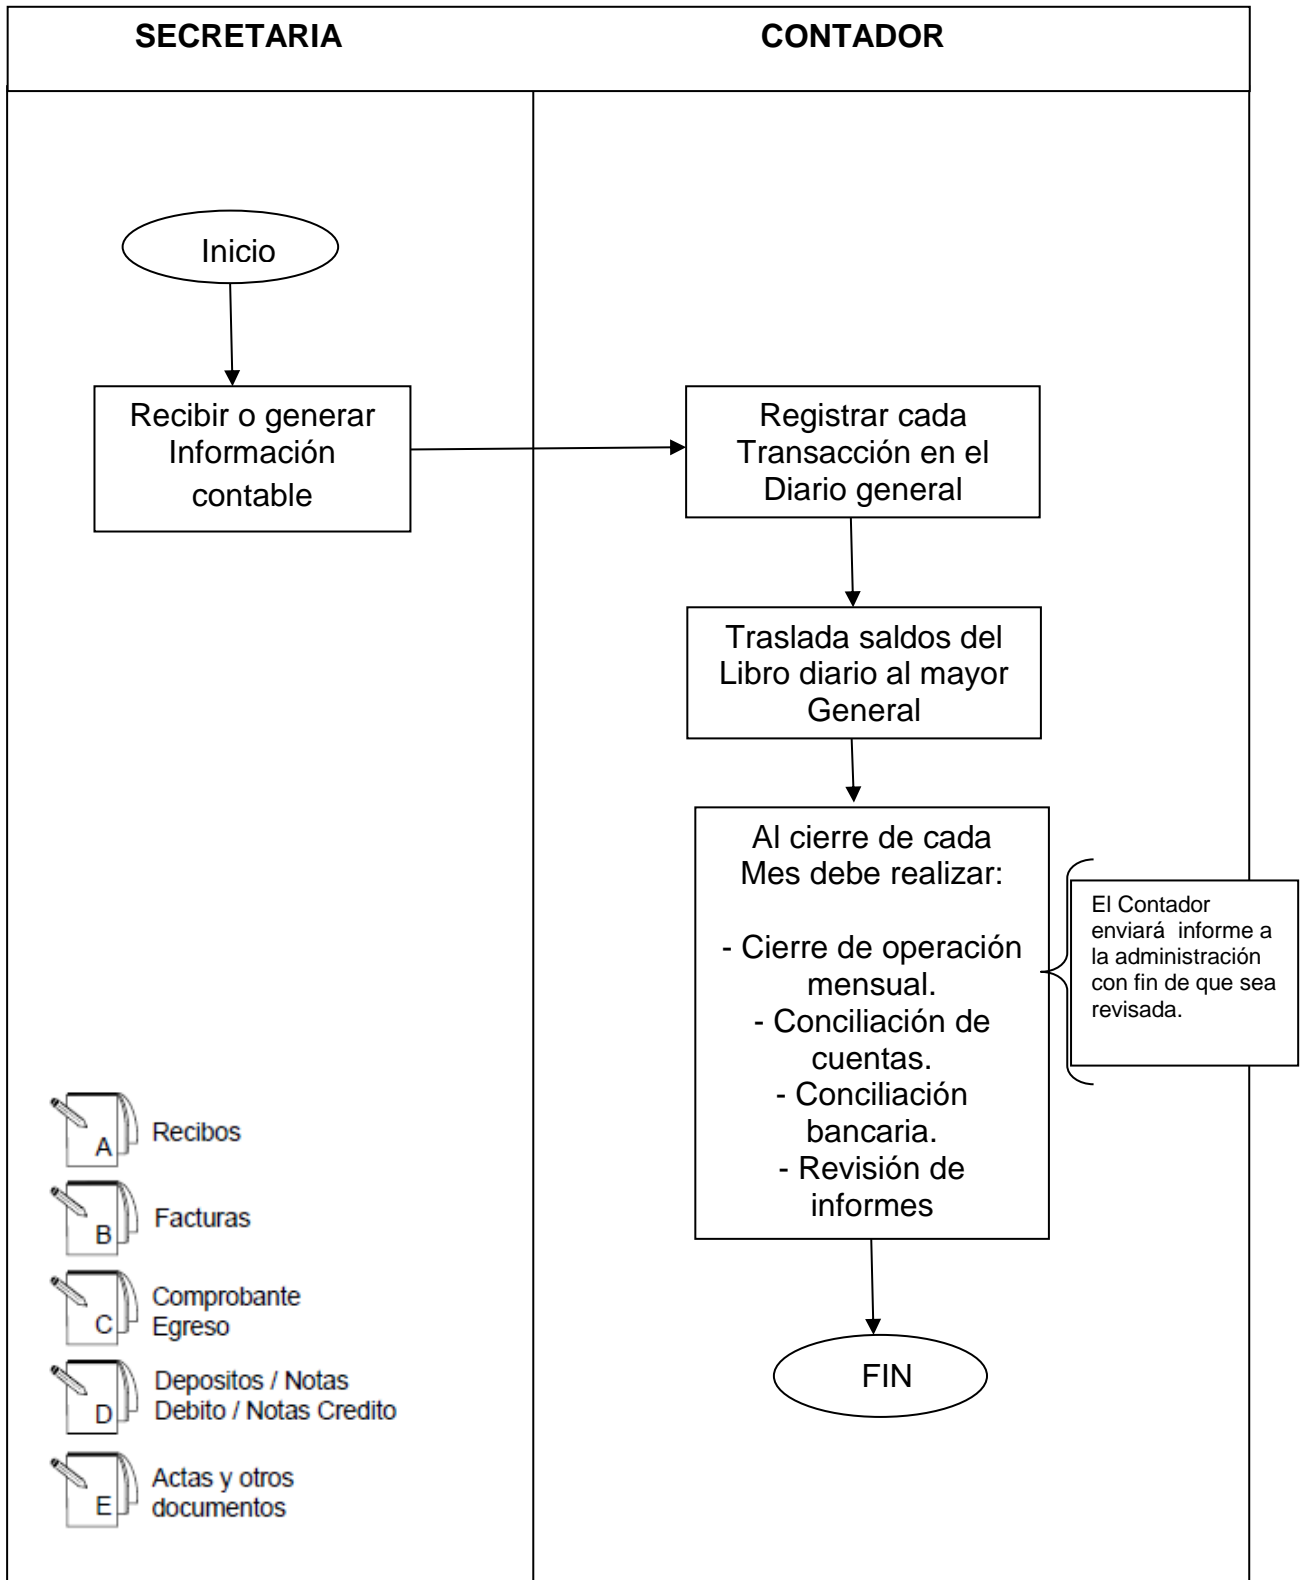 SECRETARIA
CONTADOR
Inicio
Recibir o generar
Información
contable
Registrar cada
Transacción en el
Diario general
Traslada saldos del
Libro diario al mayor
General
Al cierre de cada
Mes debe realizar:
- Cierre de operación
mensual.
- Conciliación de
cuentas.
- Conciliación
bancaria.
- Revisión de
informes
El Contador
enviará  informe a
la administración
con fin de que sea
revisada.
FIN
A
Recibos
B
Facturas
C
Comprobante
Egreso
D
Depositos / Notas
Debito / Notas Credito
E
Actas y otros
documentos